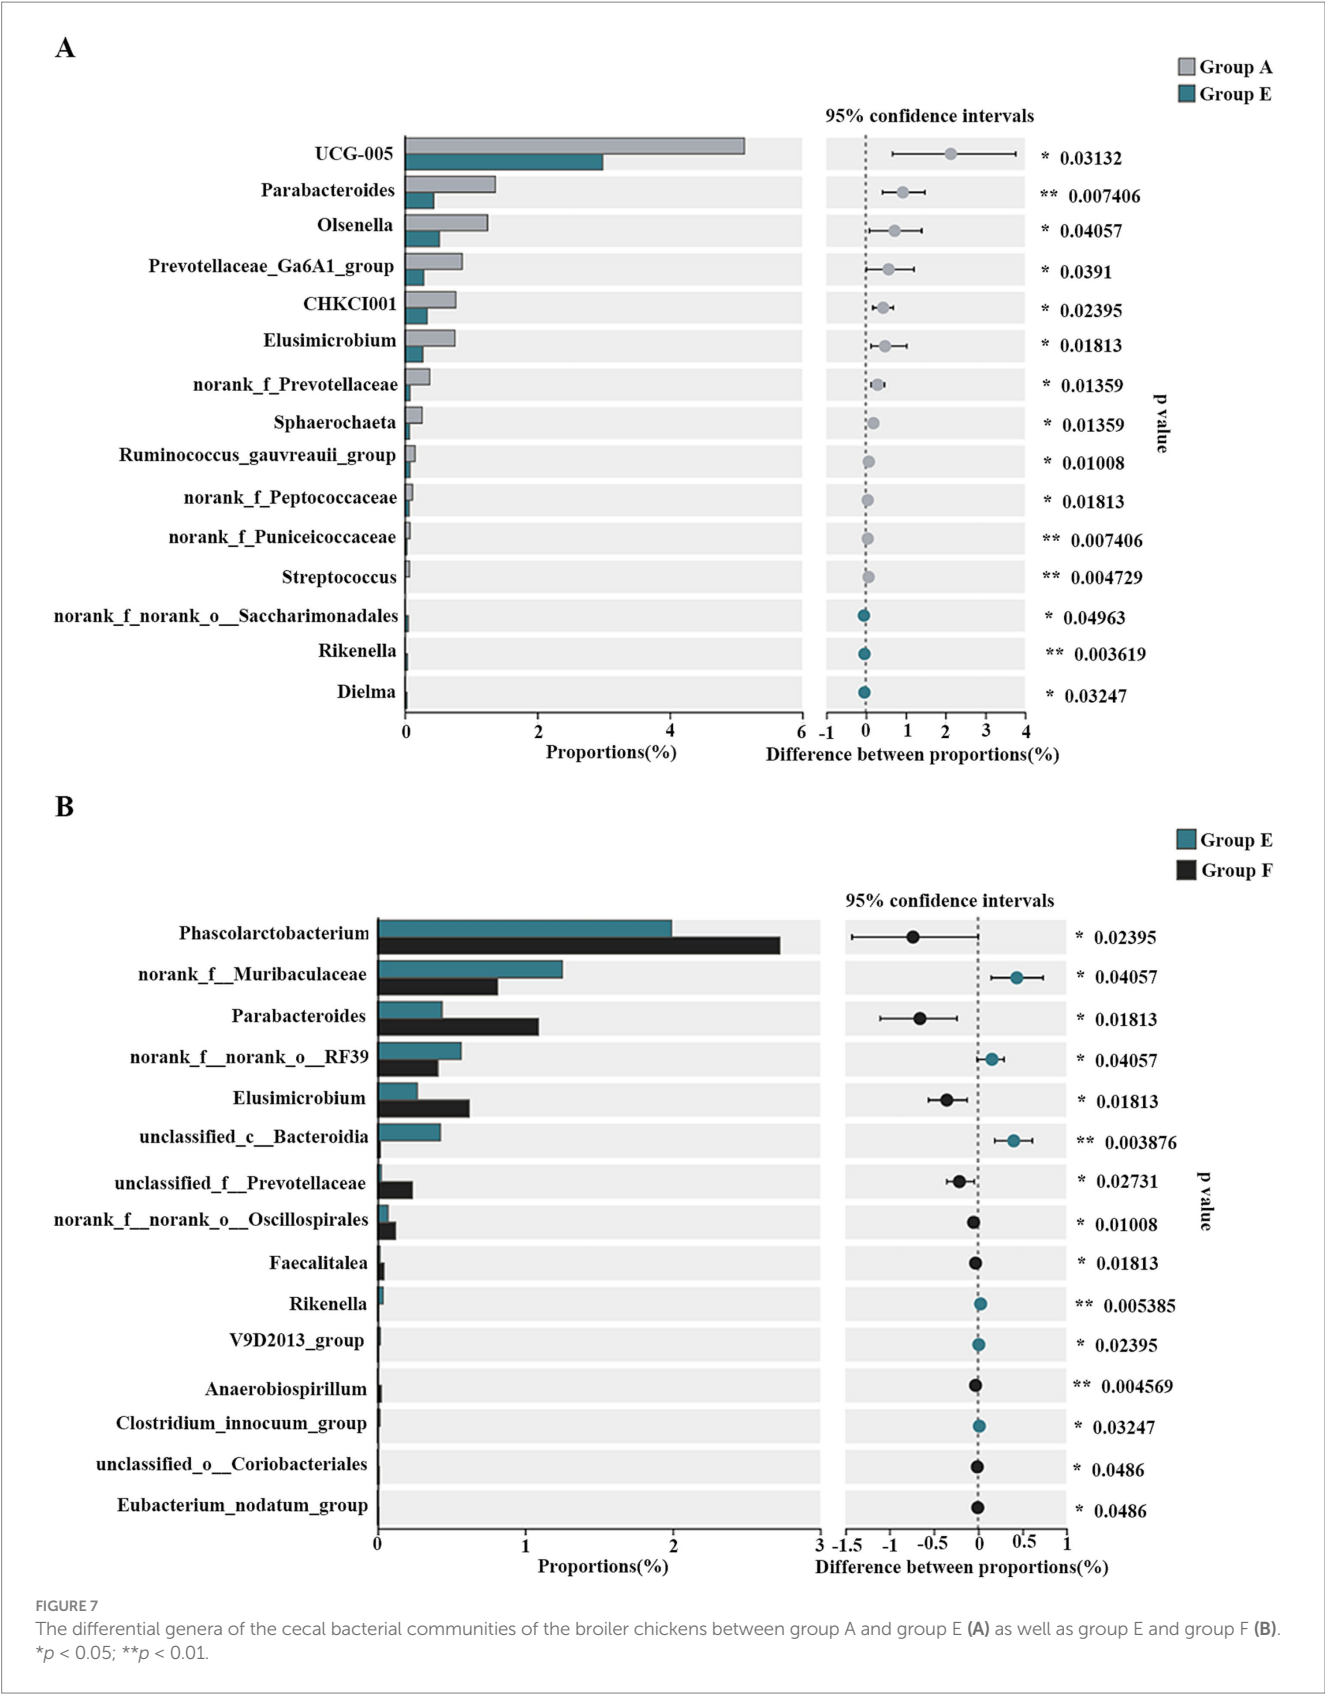 A
Group A
Group E
95% confidence intervals
UCG-005
* 0.03132
Parabacteroides
** 0.007406
Olsenella
* 0.04057
Prevotellaceae_Ga6A1_group
* 0.0391
CHKCI001
* 0.02395
Elusimicrobium
* 0.01813
norank_f_Prevotellaceae
* 0.01359
Sphaerochaeta
* 0.01359
Ruminococcus_gauvreauii_group
* 0.01008
norank_f_Peptococcaceae
* 0.01813
norank_f_Puniceicoccaceae
** 0.007406
Streptococcus
** 0.004729
norank_f_norank_o__Saccharimonadales
* 0.04963
Rikenella
** 0.003619
Dielma
* 0.03247
p value
0 2 4 6 -1 0 1 2 3 4
Proportions(%) Difference between proportions(%)
B
Group E
Group F
95% confidence intervals
Phascolarctobacterium
* 0.02395
norank_f__Muribaculaceae
* 0.04057
Parabacteroides
* 0.01813
norank_f__norank_o__RF39
* 0.04057
Elusimicrobium
* 0.01813
unclassified_c__Bacteroidia
** 0.003876
unclassified_f__Prevotellaceae
* 0.02731
norank_f__norank_o__Oscillospirales
* 0.01008
Faecalitalea
* 0.01813
Rikenella
** 0.005385
V9D2013_group
* 0.02395
Anaerobiospirillum
** 0.004569
Clostridium_innocuum_group
* 0.03247
unclassified_o__Coriobacteriales
* 0.0486
Eubacterium_nodatum_group
* 0.0486
p value
0 1 2 3 -1.5 -1 -0.5 0 0.5 1
Proportions(%) Difference between proportions(%)
FIGURE 7
The differential genera of the cecal bacterial communities of the broiler chickens between group A and group E (A) as well as group E and group F (B).
*p < 0.05; **p < 0.01.